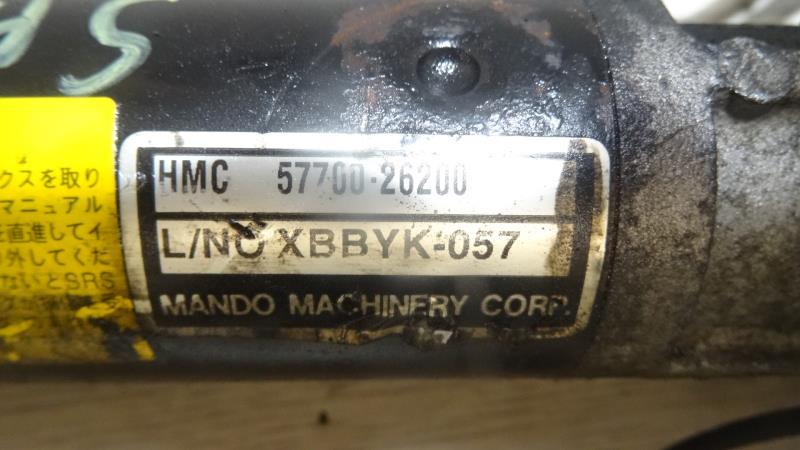 クスを取り
マニュアル
を直進してイ
外してくだ
ないとSRS
HMC 57700-26200
L/NO XBBYK-057
MANDO MACHINERY CORP.